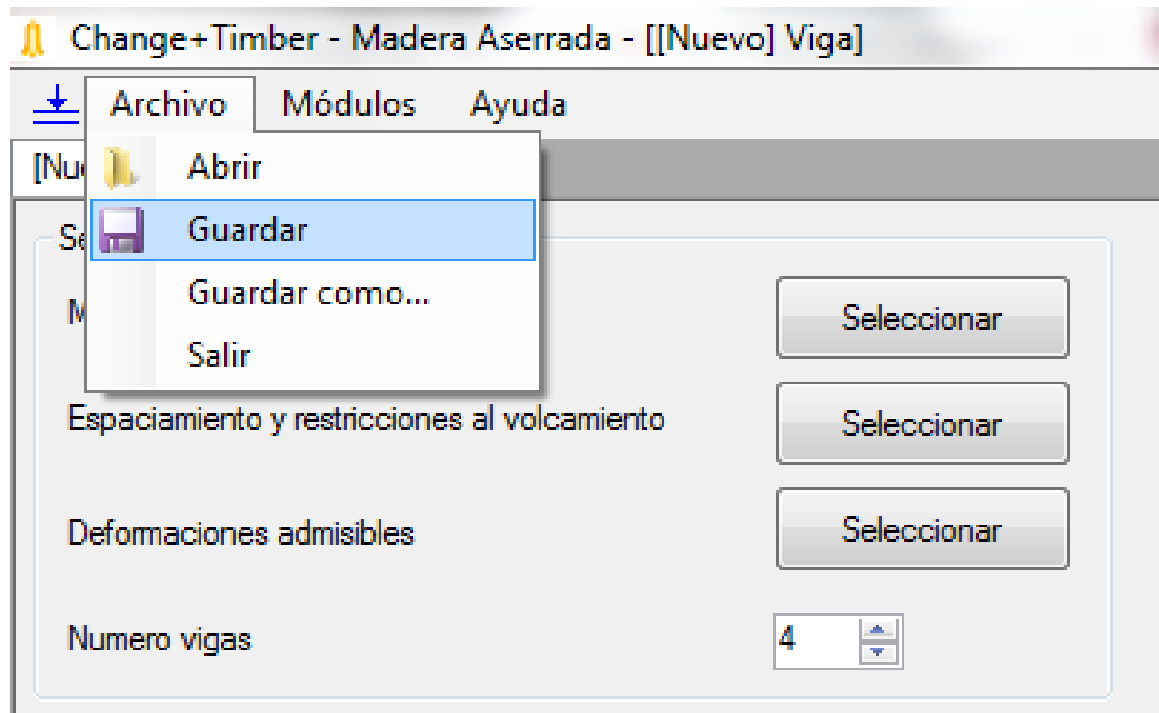 Change+Timber - Madera Aserrada - [[Nuevo] Viga]
Archivo Módulos Ayuda
Abrir
Guardar
Guardar como...
Salir
Seleccionar
Espaciamiento y restricciones al volcamiento Seleccionar
Deformaciones admisibles Seleccionar
Numero vigas 4